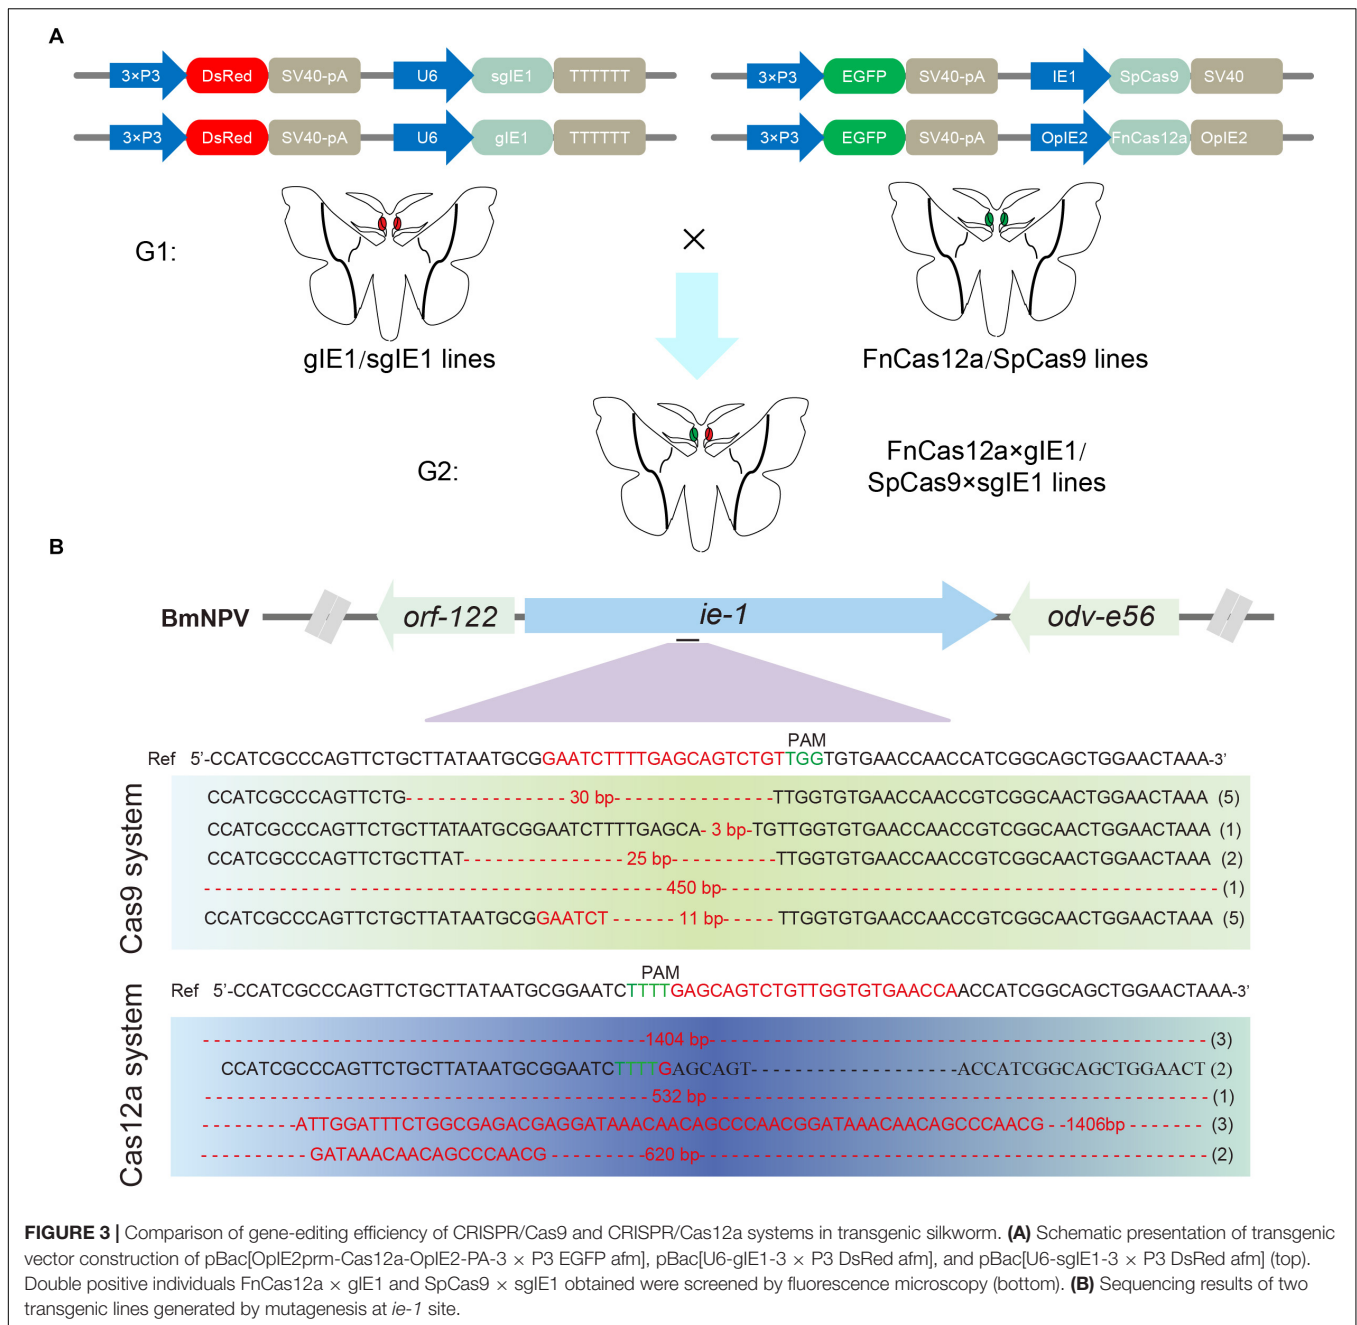 A
3×P3 DsRed SV40-pA U6 sgIE1 TTTTTT 3×P3 EGFP SV40-pA IE1 SpCas9 SV40
3×P3 DsRed SV40-pA U6 gIE1 TTTTTT 3×P3 EGFP SV40-pA OpIE2 FnCas12a OpIE2
G1:
×
gIE1/sgIE1 lines
FnCas12a/SpCas9 lines
G2:
FnCas12a×gIE1/
SpCas9×sgIE1 lines
B
BmNPV orf-122 ie-1 odv-e56
PAM
Ref 5'-CCATCGCCCAGTTCTGCTTATAATGCGGAATCTTTTGAGCAGTCTGTTGGTGTGAACCAACCATCGGCAGCTGGAACTAAA-3'
Cas9 system
CCATCGCCCAGTTCTG- - - - - - - - - - - - - 30 bp- - - - - - - - - - - - -TTGGTGTGAACCAACCGTCGGCAACTGGAACTAAA (5)
CCATCGCCCAGTTCTGCTTATAATGCGGAATCTTTTGAGCA- 3 bp-TGTTGGTGTGAACCAACCGTCGGCAACTGGAACTAAA (1)
CCATCGCCCAGTTCTGCTTAT- - - - - - - - - - - - - 25 bp- - - - - - - - -TTGGTGTGAACCAACCGTCGGCAACTGGAACTAAA (2)
- - - - - - - - - - - - - - - - - - - - - - - - - - - - -450 bp- - - - - - - - - - - - - - - - - - - - - - - - - - - - - (1)
CCATCGCCCAGTTCTGCTTATAATGCGGAATCT- - - - - - 11 bp- - - - -TTGGTGTGAACCAACCGTCGGCAACTGGAACTAAA (5)
PAM
Ref 5'-CCATCGCCCAGTTCTGCTTATAATGCGGAATCTTTTGAGCAGTCTGTTGGTGTGAACCAACCATCGGCAGCTGGAACTAAA-3'
Cas12a system
- - - - - - - - - - - - - - - - - - - - - - - - - - - - -1404 bp- - - - - - - - - - - - - - - - - - - - - - - - - - - - - (3)
CCATCGCCCAGTTCTGCTTATAATGCGGAATCTTTTGAGCAGT- - - - - - - - - - - - - - - - - -ACCATCGGCAGCTGGAACT (2)
- - - - - - - - - - - - - - - - - - - - - - - - - - - - - 532 bp- - - - - - - - - - - - - - - - - - - - - - - - - - - - - (1)
- - - - - - - -ATTGGATTTCTGGCGAGACGAGGATAAACAACAGCCCAACGGATAAACAACAGCCCAACG - -1406bp - - - - - - (3)
- - - - - - - - -GATAAACAACAGCCCAACG - - - - - - - -620 bp- - - - - - - - - - - - - - - - - - - - - - - - - - - - - (2)
FIGURE 3 | Comparison of gene-editing efficiency of CRISPR/Cas9 and CRISPR/Cas12a systems in transgenic silkworm. (A) Schematic presentation of transgenic
vector construction of pBac[OpIE2prm-Cas12a-OpIE2-PA-3 × P3 EGFP afm], pBac[U6-gIE1-3 × P3 DsRed afm], and pBac[U6-sgIE1-3 × P3 DsRed afm] (top).
Double positive individuals FnCas12a × gIE1 and SpCas9 × sgIE1 obtained were screened by fluorescence microscopy (bottom). (B) Sequencing results of two
transgenic lines generated by mutagenesis at ie-1 site.